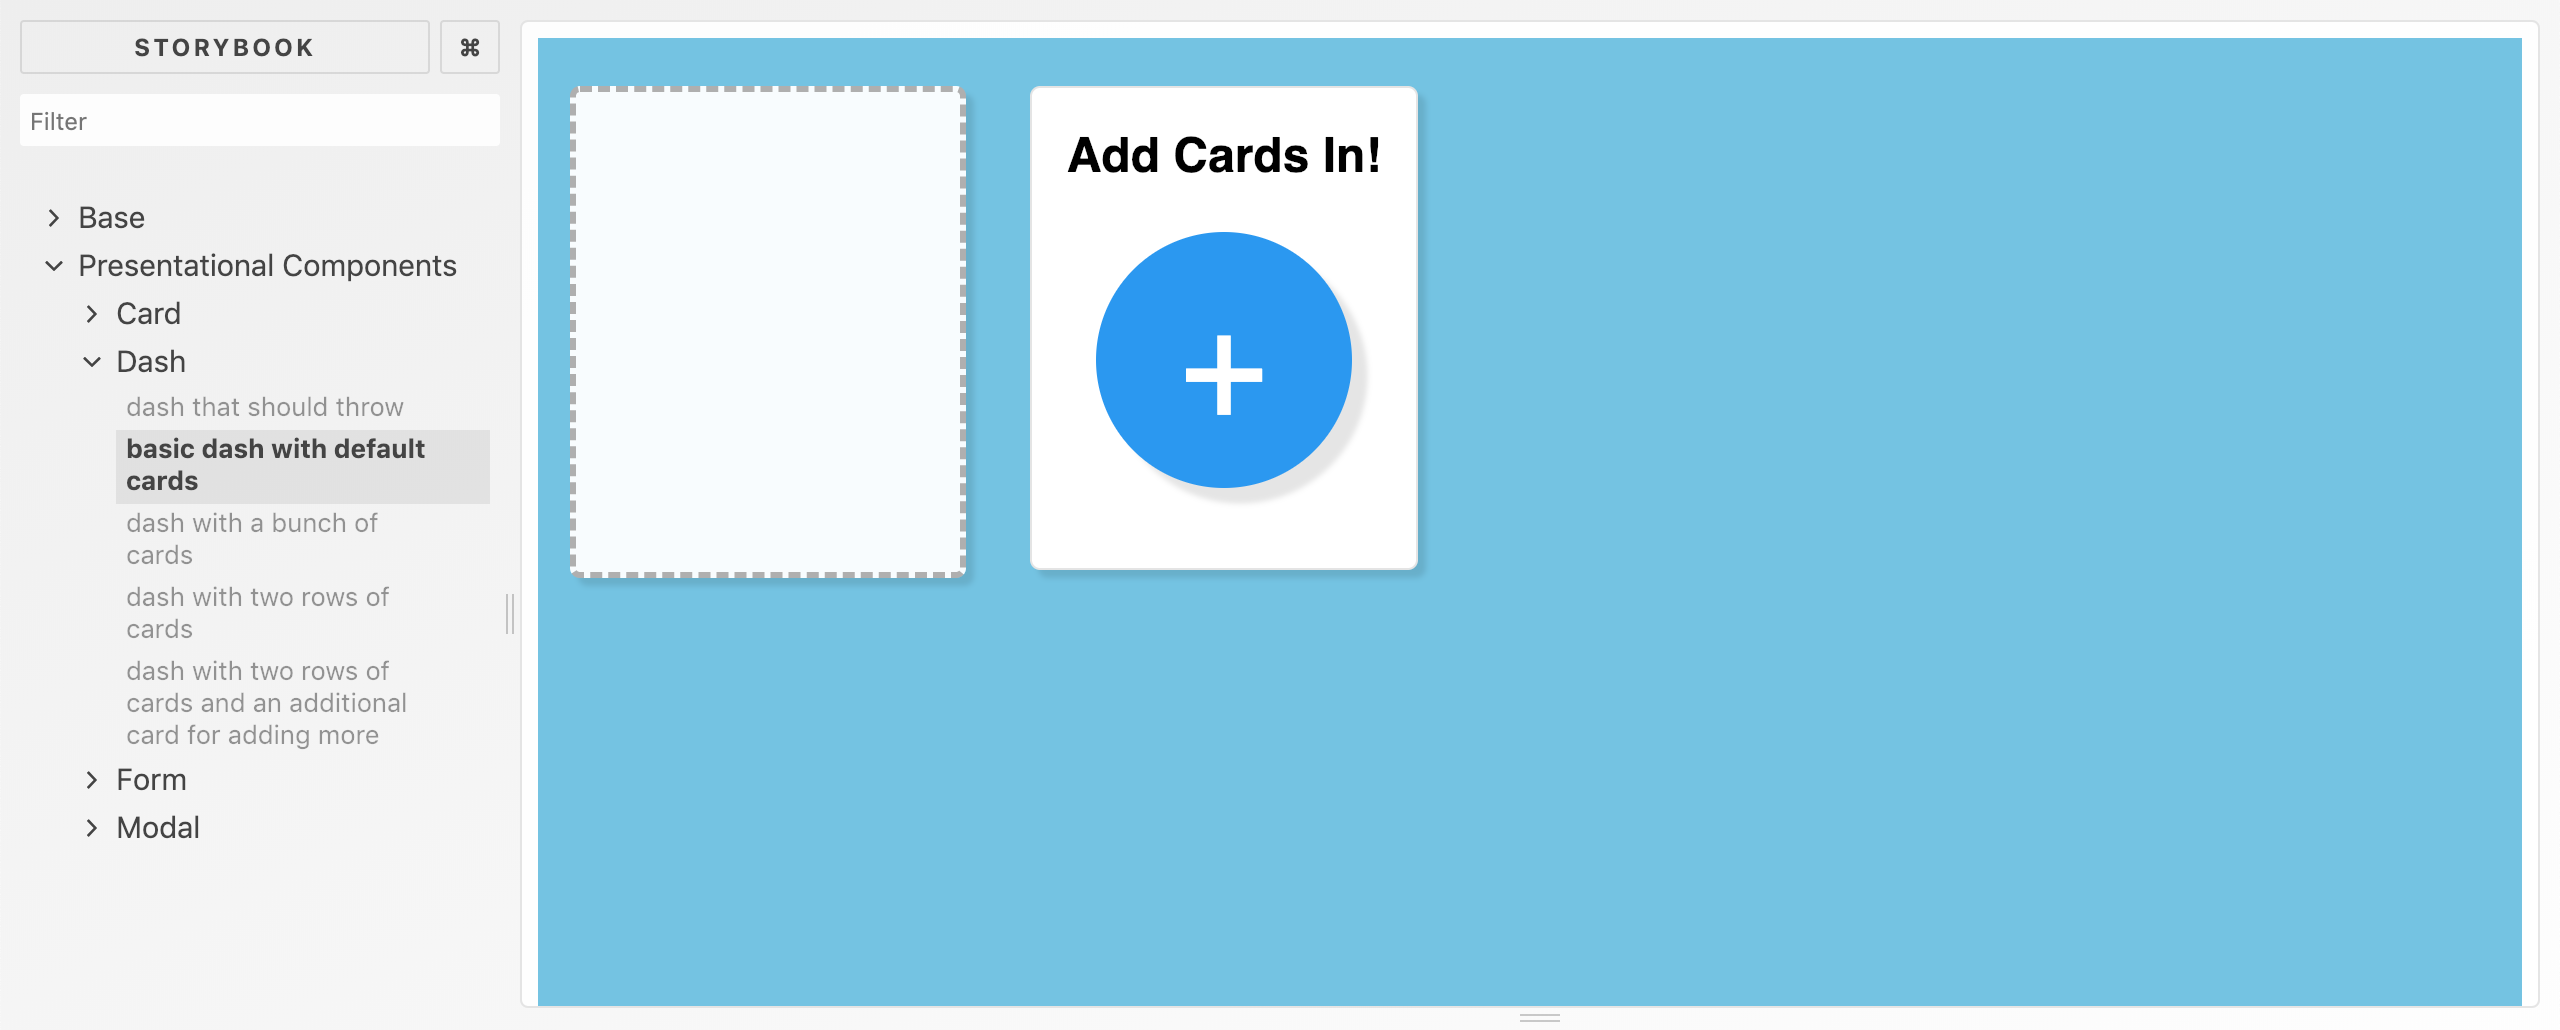 STORYBOOK
⌘
Filter
Base
Presentational Components
Card
Dash
dash that should throw
basic dash with default
cards
dash with a bunch of
cards
dash with two rows of
cards
dash with two rows of
cards and an additional
card for adding more
Form
Modal
Add Cards In!
+